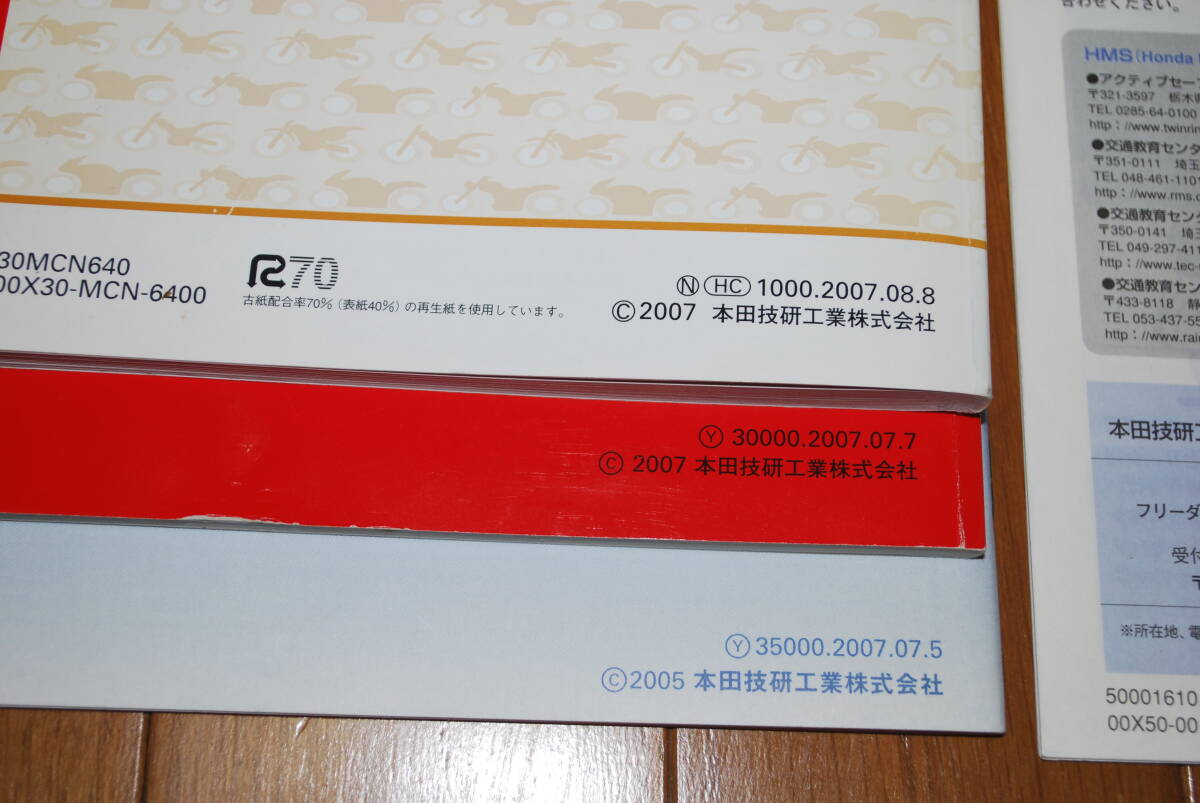 30MCN640
00X30-MCN-6400
R70
古紙配合率70%（表紙40%）の再生紙を使用しています。
Ⓝ HC 1000.2007.08.8
©2007 本田技研工業株式会社
Ⓨ 30000.2007.07.7
© 2007 本田技研工業株式会社
Ⓨ 35000.2007.07.5
©2005 本田技研工業株式会社
合わせください。
HMS(Honda
●アクティブセー
〒321-3597 栃木
TEL 0285-64-0100
http://www.twinrin
●交通教育センタ
〒351-0111 埼玉
TEL 048-461-110
http://www.rms.
●交通教育セン
〒350-0141 埼
TEL 049-297-41
http://www.tec-
●交通教育セン
〒433-8118 静
TEL 053-437-55
http://www.rai
本田技研
フリーダ
受付
〒
※所在地、電
50001610
00X50-00